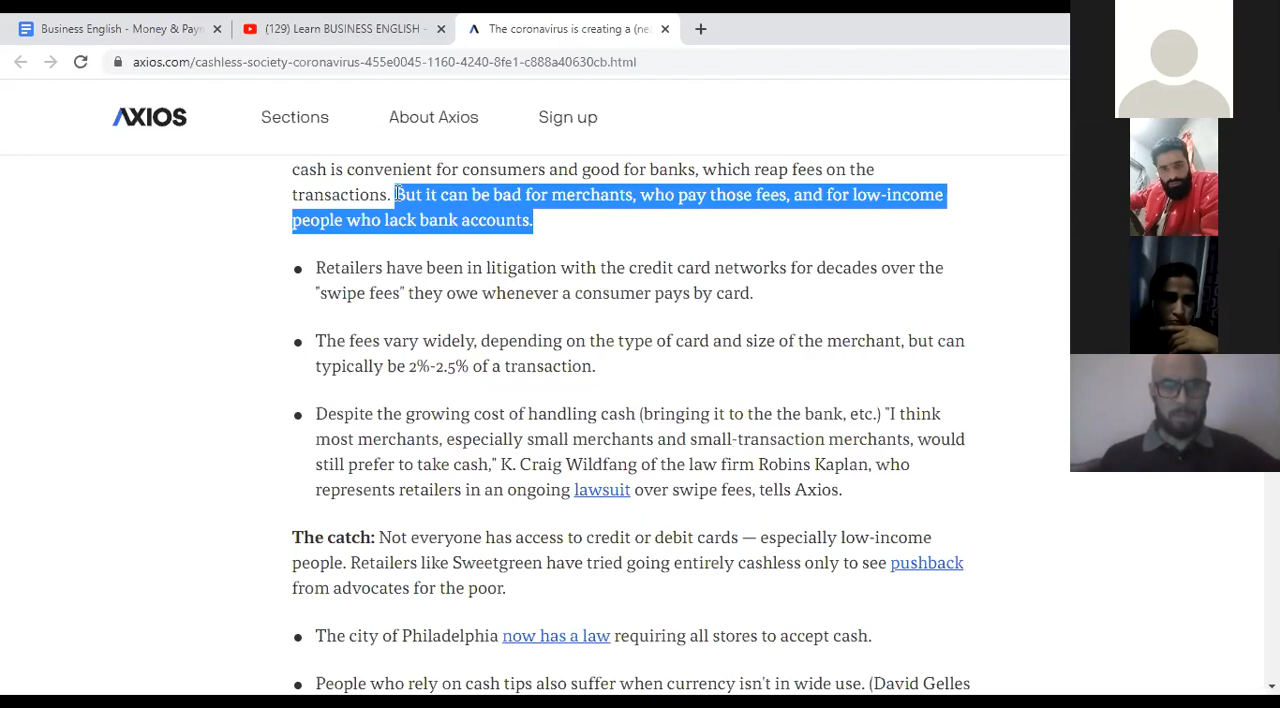 Business English - Money & Payn
(129) Learn BUSINESS ENGLISH -
The coronavirus is creating a (ne
axios.com/cashless-society-coronavirus-455e0045-1160-4240-8fe1-c888a40630cb.html
AXIOS
Sections
About Axios
Sign up
cash is convenient for consumers and good for banks, which reap fees on the
transactions. But it can be bad for merchants, who pay those fees, and for low-income
people who lack bank accounts.
● Retailers have been in litigation with the credit card networks for decades over the
"swipe fees" they owe whenever a consumer pays by card.
● The fees vary widely, depending on the type of card and size of the merchant, but can
typically be 2%-2.5% of a transaction.
● Despite the growing cost of handling cash (bringing it to the the bank, etc.) "I think
most merchants, especially small merchants and small-transaction merchants, would
still prefer to take cash," K. Craig Wildfang of the law firm Robins Kaplan, who
represents retailers in an ongoing lawsuit over swipe fees, tells Axios.
The catch: Not everyone has access to credit or debit cards — especially low-income
people. Retailers like Sweetgreen have tried going entirely cashless only to see pushback
from advocates for the poor.
● The city of Philadelphia now has a law requiring all stores to accept cash.
● People who rely on cash tips also suffer when currency isn't in wide use. (David Gelles